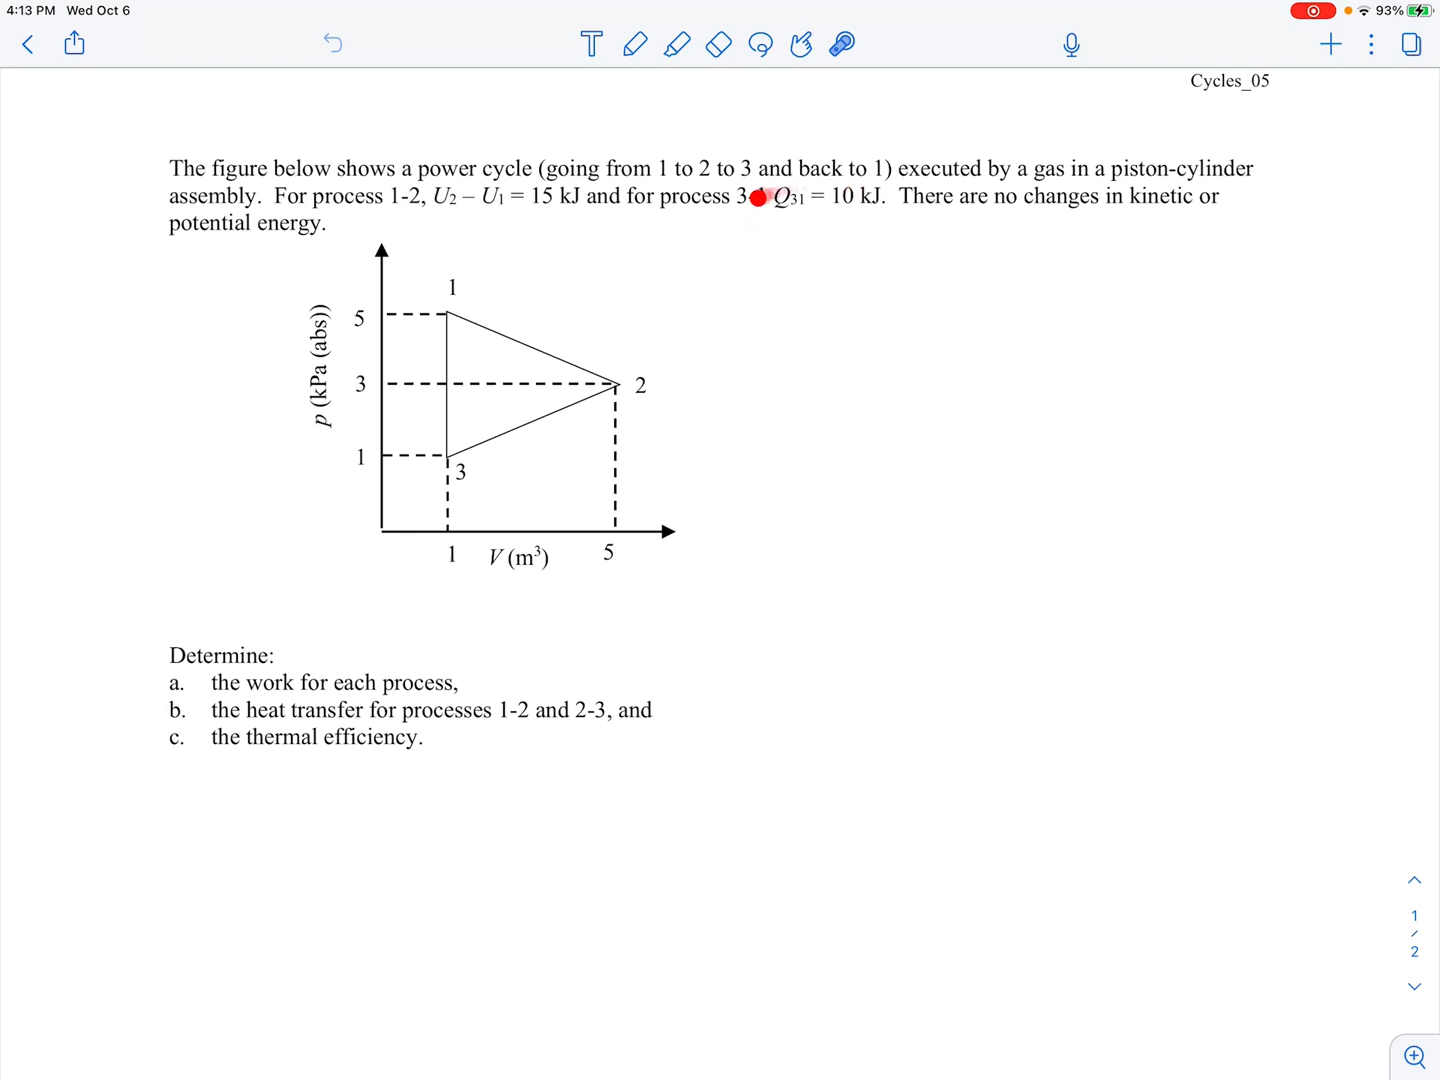 4:13 PM Wed Oct 6
93%
Cycles_05
The figure below shows a power cycle (going from 1 to 2 to 3 and back to 1) executed by a gas in a piston-cylinder
assembly. For process 1-2, U2 – U1 = 15 kJ and for process 3 Q31 = 10 kJ. There are no changes in kinetic or
potential energy.
p (kPa (abs))
1
5
3
2
1
3
1 V (m³) 5
Determine:
a. the work for each process,
b. the heat transfer for processes 1-2 and 2-3, and
c. the thermal efficiency.
1
/
2